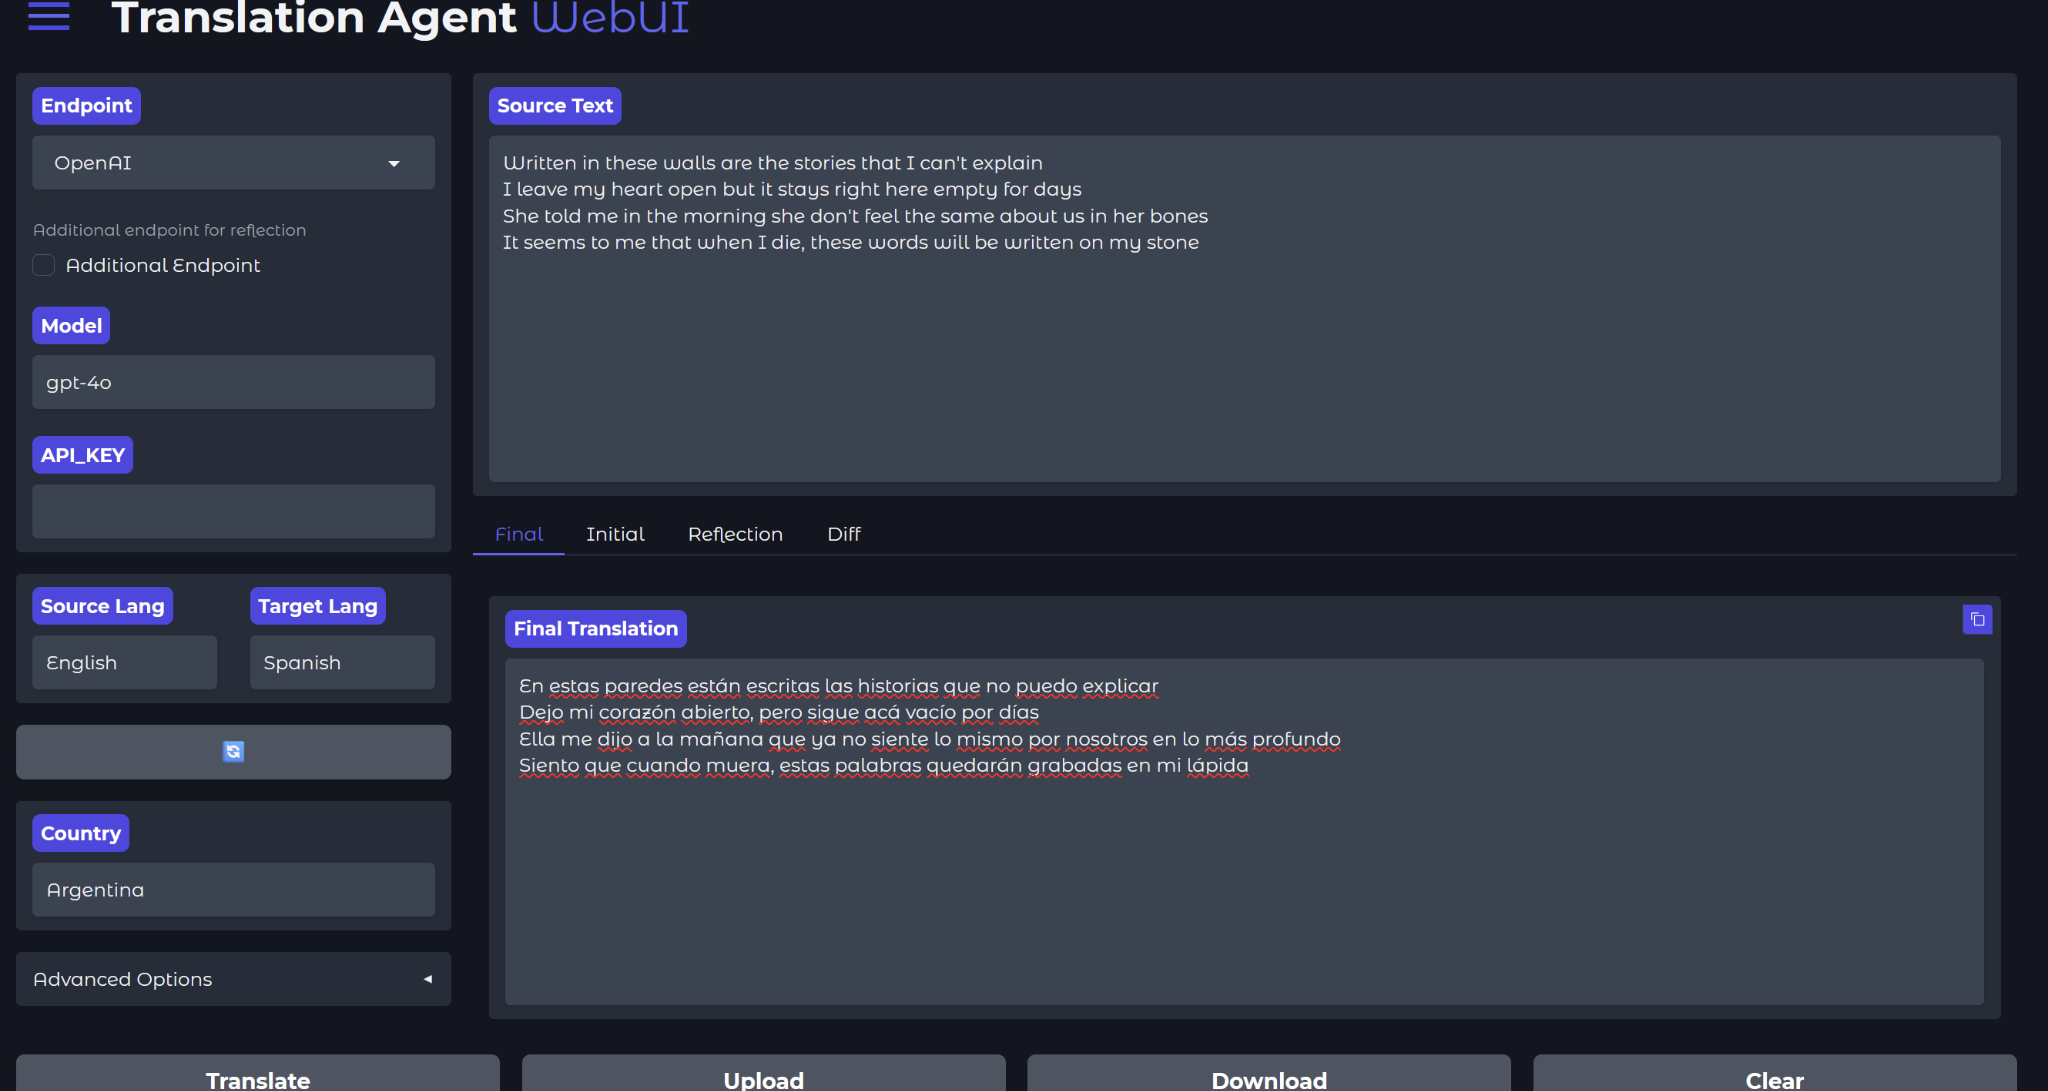 Translation Agent WebUI
Endpoint
OpenAI
Additional endpoint for reflection
Additional Endpoint
Model
gpt-4o
API_KEY
Source Lang
Target Lang
English
Spanish
Country
Argentina
Advanced Options
Source Text
Written in these walls are the stories that I can't explain
I leave my heart open but it stays right here empty for days
She told me in the morning she don't feel the same about us in her bones
It seems to me that when I die, these words will be written on my stone
Final
Initial
Reflection
Diff
Final Translation
En estas paredes están escritas las historias que no puedo explicar
Dejo mi corazón abierto, pero sigue acá vacío por días
Ella me dijo a la mañana que ya no siente lo mismo por nosotros en lo más profundo
Siento que cuando muera, estas palabras quedarán grabadas en mi lápida
Translate
Upload
Download
Clear